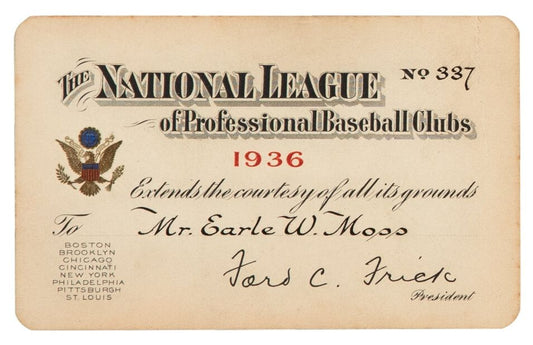 THE NATIONAL LEAGUE No 337
of Professional Baseball Clubs
1936
Extends the courtesy of all its grounds
To Mr. Earle W. Moss
BOSTON
BROOKLYN
CHICAGO
CINCINNATI
NEW YORK
PHILADELPHIA
PITTSBURGH
ST. LOUIS
Ford C. Frick
President